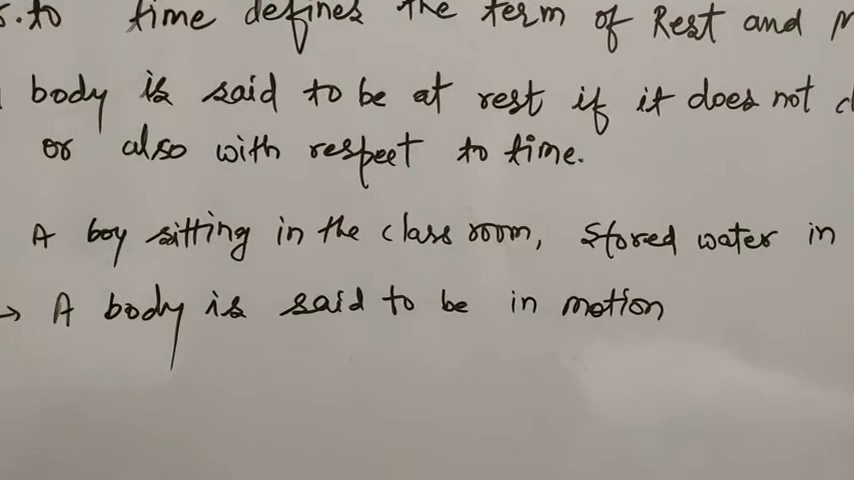 r.to time defines the term of Rest and M
body is said to be at rest if it does not c
or also with respect to time.
A boy sitting in the class room, Stored water in
→ A body is said to be in motion